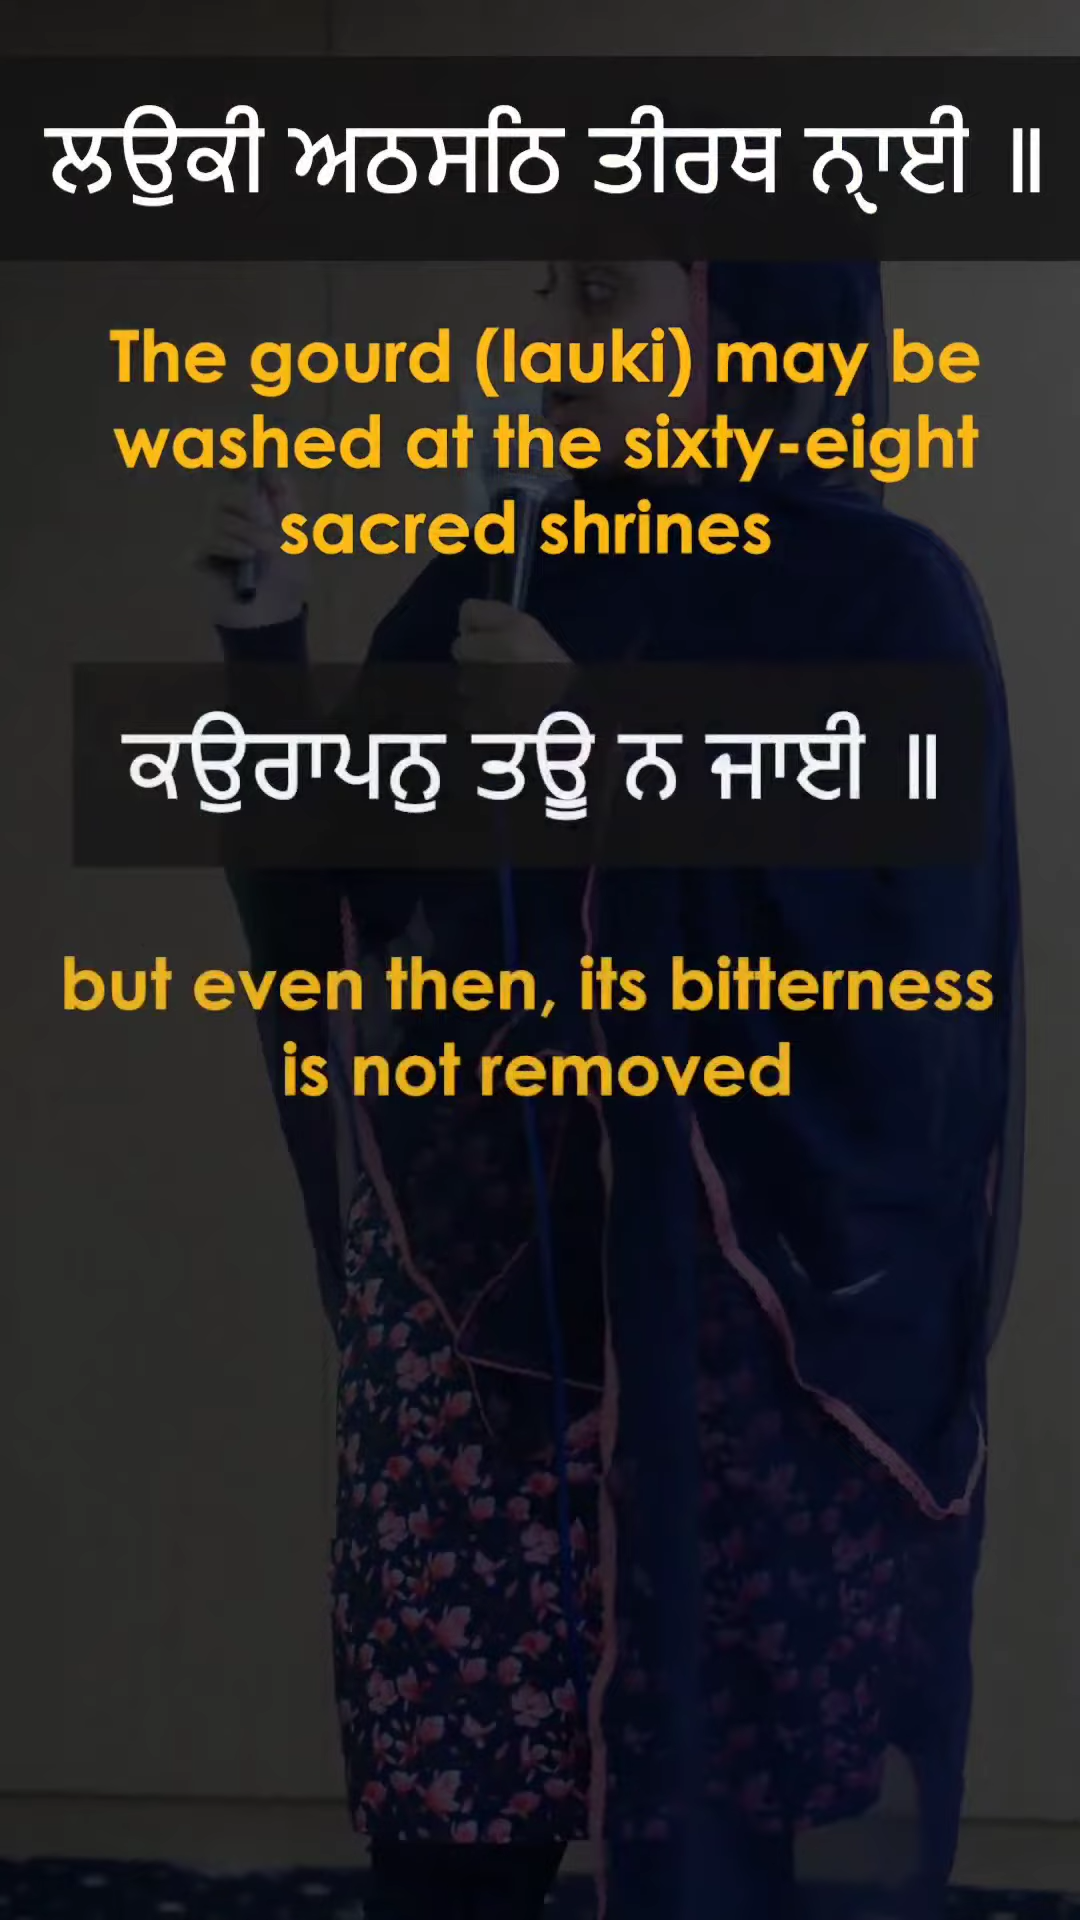 ਲਉਕੀ ਅਠਸਠਿ ਤੀਰਥ ਨ੍ਹਾਈ ॥
The gourd (lauki) may be
washed at the sixty-eight
sacred shrines
ਕਉਰਾਪਨੁ ਤਊ ਨ ਜਾਈ ॥
but even then, its bitterness
is not removed